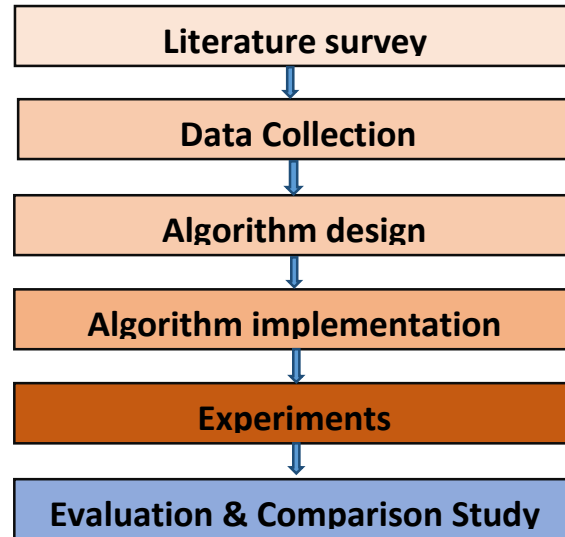 Literature survey
Data Collection
Algorithm design
Algorithm implementation
Experiments
Evaluation & Comparison Study